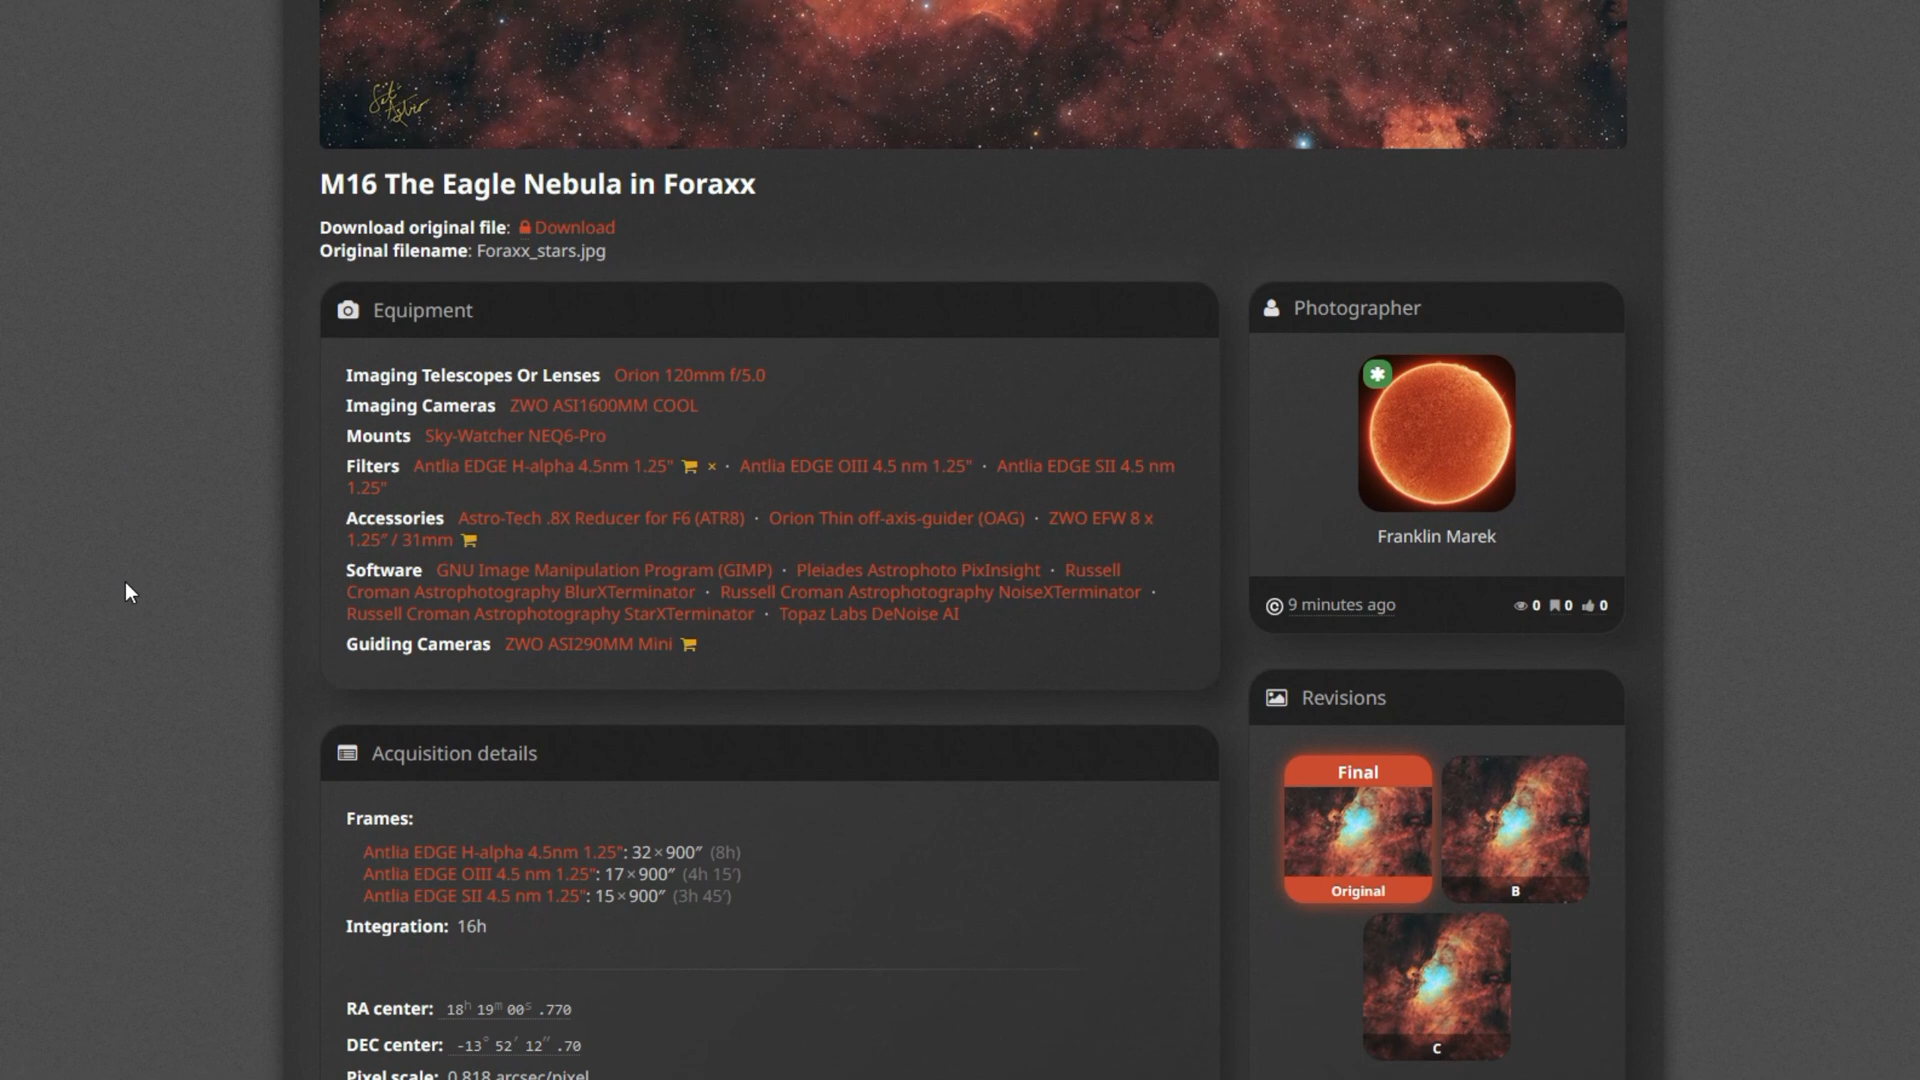 Seti Astro
M16 The Eagle Nebula in Foraxx
Download original file: Download
Original filename: Foraxx_stars.jpg
Equipment
Imaging Telescopes Or Lenses Orion 120mm f/5.0
Imaging Cameras ZWO ASI1600MM COOL
Mounts Sky-Watcher NEQ6-Pro
Filters Antlia EDGE H-alpha 4.5nm 1.25" × · Antlia EDGE OIII 4.5 nm 1.25" · Antlia EDGE SII 4.5 nm
1.25"
Accessories Astro-Tech .8X Reducer for F6 (ATR8) · Orion Thin off-axis-guider (OAG) · ZWO EFW 8 x
1.25″ / 31mm
Software GNU Image Manipulation Program (GIMP) · Pleiades Astrophoto PixInsight · Russell
Croman Astrophotography BlurXTerminator · Russell Croman Astrophotography NoiseXTerminator ·
Russell Croman Astrophotography StarXTerminator · Topaz Labs DeNoise AI
Guiding Cameras ZWO ASI290MM Mini
Photographer
Franklin Marek
© 9 minutes ago 0 0 0
Acquisition details
Frames:
Antlia EDGE H-alpha 4.5nm 1.25": 32×900″ (8h)
Antlia EDGE OIII 4.5 nm 1.25": 17×900″ (4h 15′)
Antlia EDGE SII 4.5 nm 1.25": 15×900″ (3h 45′)
Integration: 16h
RA center: 18h 19m 00s .770
DEC center: -13° 52′ 12″ .70
Pixel scale: 0.818 arcsec/pixel
Revisions
Final
Original
B
C